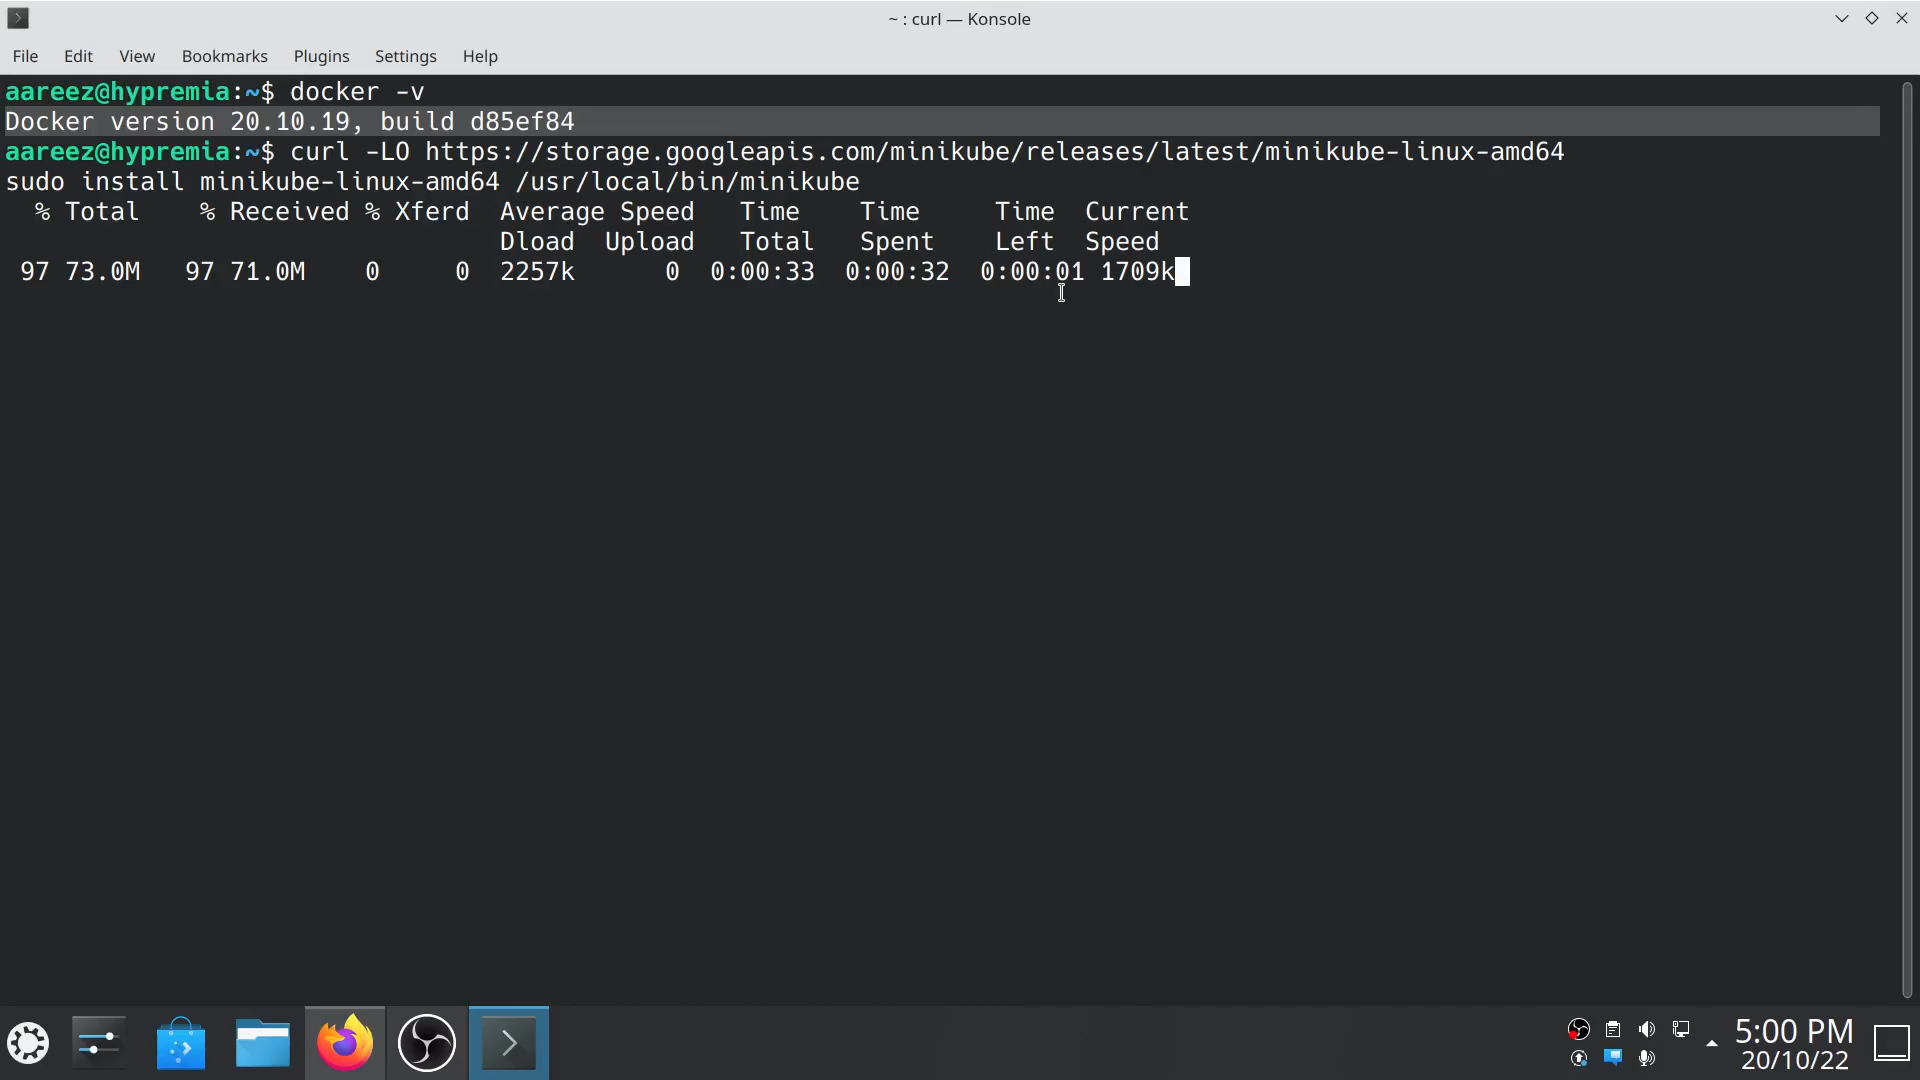 ~ : curl — Konsole
File Edit View Bookmarks Plugins Settings Help
aareez@hypremia:~$ docker -v
Docker version 20.10.19, build d85ef84
aareez@hypremia:~$ curl -LO https://storage.googleapis.com/minikube/releases/latest/minikube-linux-amd64
sudo install minikube-linux-amd64 /usr/local/bin/minikube
  % Total    % Received % Xferd  Average Speed   Time    Time     Time  Current
                                 Dload  Upload   Total   Spent    Left  Speed
 97 73.0M   97 71.0M    0     0  2257k      0  0:00:33  0:00:32  0:00:01 1709k
5:00 PM
20/10/22